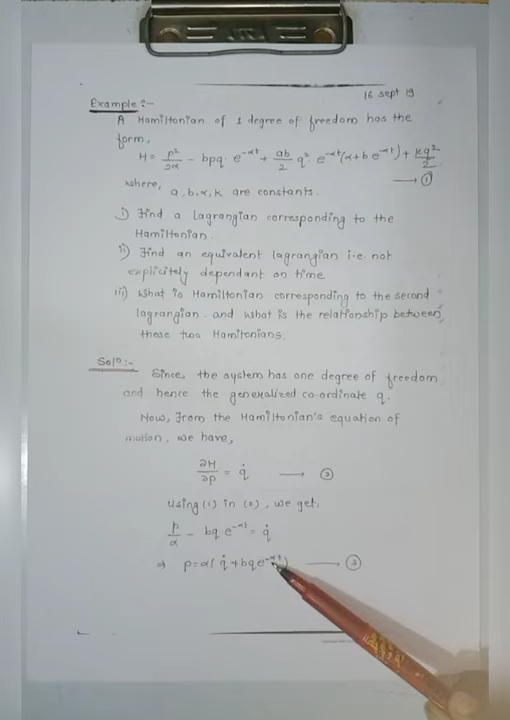 16 sept 19
Example :-
A Hamiltonian of 1 degree of freedom has the
form,
H = p²/2α - bpq. e^-αt + ab/2 q² e^-αt(α+be^-αt) + kq²/2
→ ①
where,
a, b, α, k are constants.
i) Find a lagrangian corresponding to the
Hamiltonian.
ii) Find an equivalent lagrangian i.e. not
explicitely dependant on time
iii) What is Hamiltonian corresponding to the second
lagrangian. and what is the relationship between
these two Hamitonians.
Solⁿ:-
Since, the system has one degree of freedom
and hence the generalized co-ordinate q.
Now, From the Hamiltonian's equation of
motion, we have,
∂H/∂p = q̇ → ②
using (1) in (2), we get,
p/α - bq e^-αt = q̇
⇒ p = α( q̇ + bq e^-αt) → ③